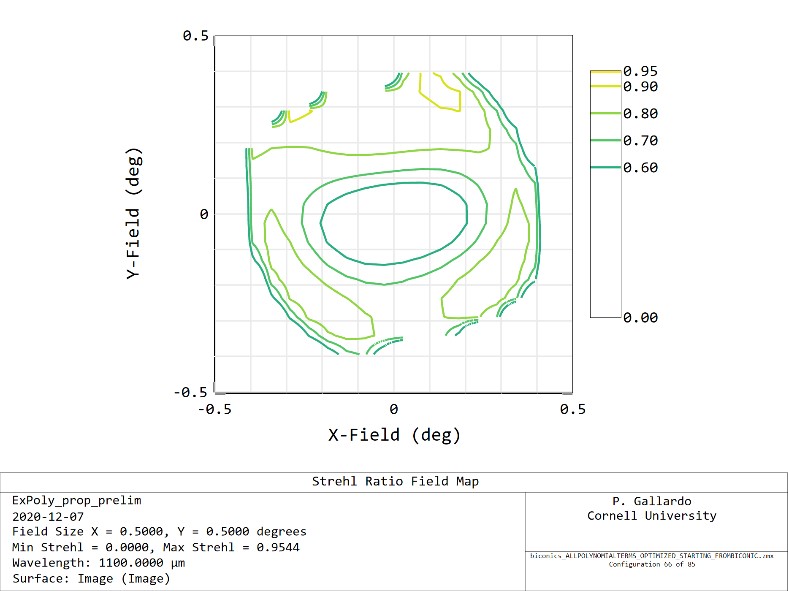 0.5
0
-0.5
Y-Field (deg)
-0.5
0
0.5
X-Field (deg)
0.95
0.90
0.80
0.70
0.60
0.00
Strehl Ratio Field Map
ExPoly_prop_prelim
2020-12-07
Field Size X = 0.5000, Y = 0.5000 degrees
Min Strehl = 0.0000, Max Strehl = 0.9544
Wavelength: 1100.0000 µm
Surface: Image (Image)
P. Gallardo
Cornell University
biconics_ALLPOLYNOMIALTERMS_OPTIMIZED_STARTING_FROMBICONIC.zmx
Configuration 66 of 85